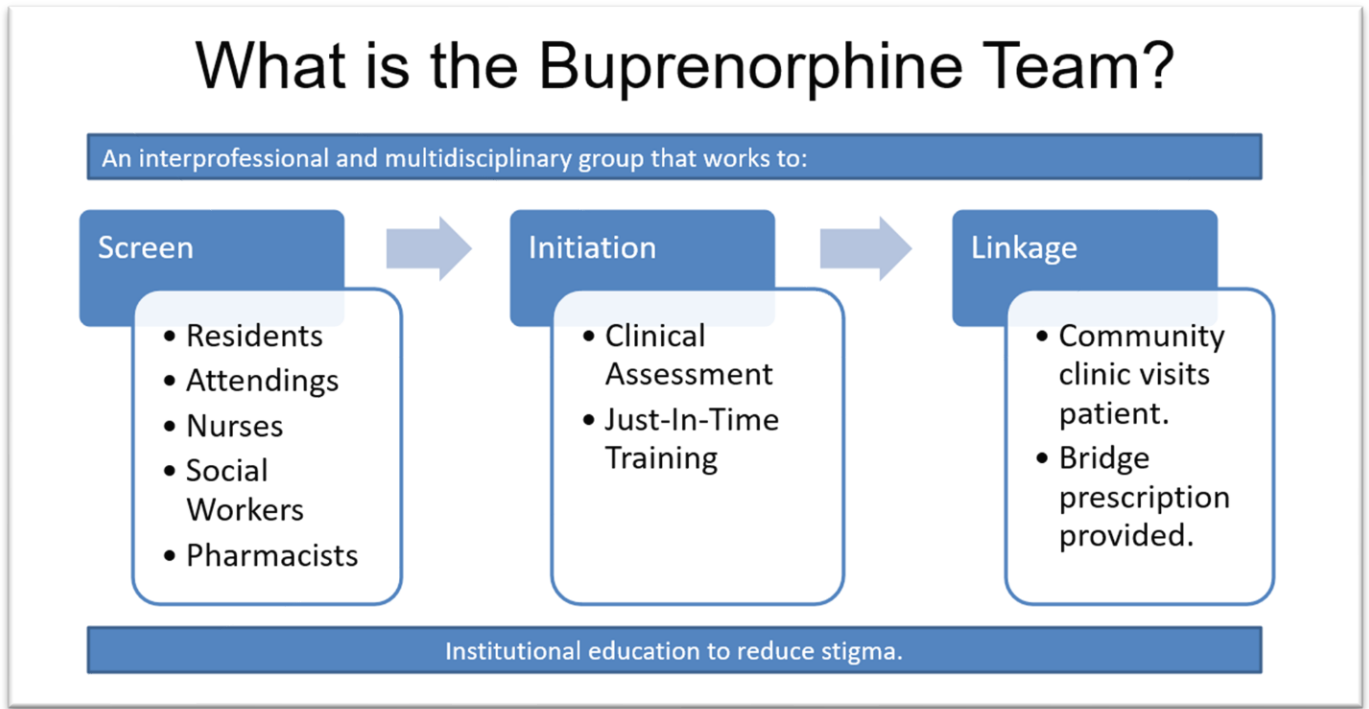 What is the Buprenorphine Team?
An interprofessional and multidisciplinary group that works to:
Screen
• Residents
• Attendings
• Nurses
• Social
Workers
• Pharmacists
Initiation
• Clinical
Assessment
• Just-In-Time
Training
Linkage
• Community
clinic visits
patient.
• Bridge
prescription
provided.
Institutional education to reduce stigma.